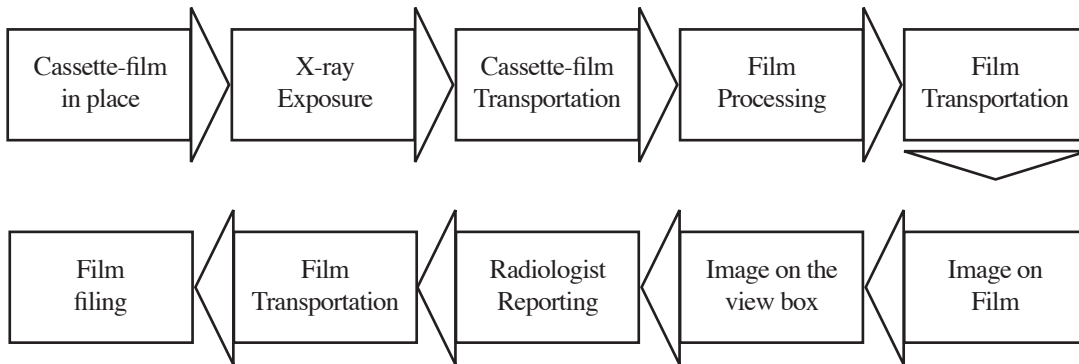 Cassette-film
in place
X-ray
Exposure
Cassette-film
Transportation
Film
Processing
Film
Transportation
Image on
Film
Image on the
view box
Radiologist
Reporting
Film
Transportation
Film
filing